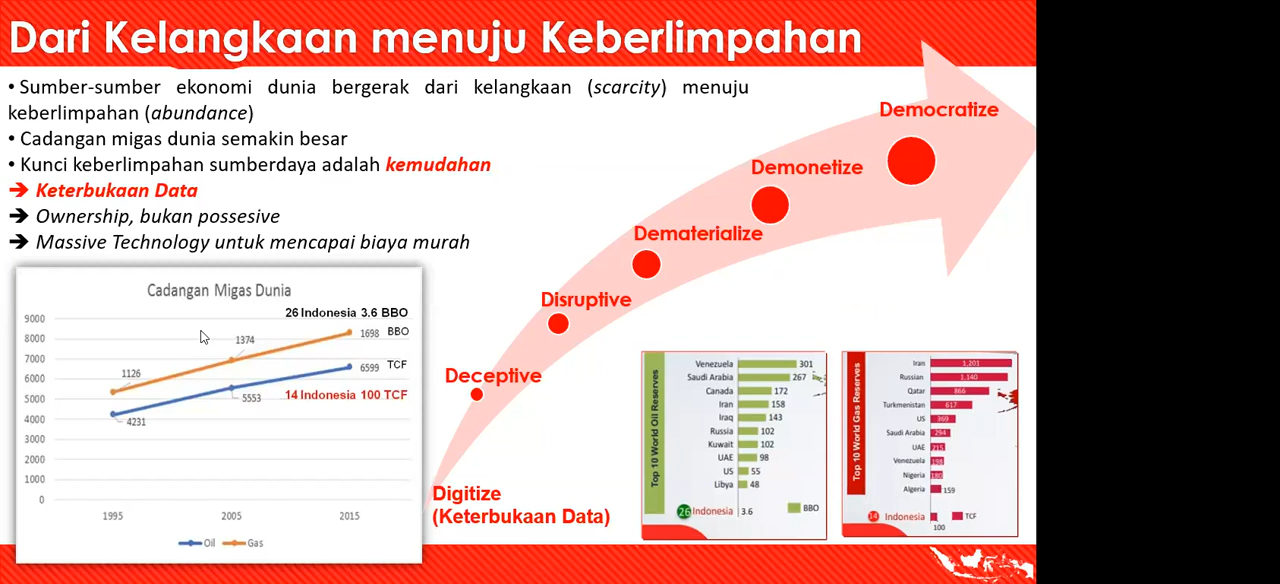 Dari Kelangkaan menuju Keberlimpahan
• Sumber-sumber ekonomi dunia bergerak dari kelangkaan (scarcity) menuju
keberlimpahan (abundance)
• Cadangan migas dunia semakin besar
• Kunci keberlimpahan sumberdaya adalah kemudahan
➔ Keterbukaan Data
➔ Ownership, bukan possesive
➔ Massive Technology untuk mencapai biaya murah
Democratize
Demonetize
Dematerialize
Disruptive
Deceptive
Digitize
(Keterbukaan Data)
Cadangan Migas Dunia
26 Indonesia 3.6 BBO
9000
8000
7000
6000
5000
4000
3000
2000
1000
0
1126
1374
1698 BBO
4231
5553
6599 TCF
14 Indonesia 100 TCF
1995 2005 2015
Oil Gas
Top 10 World Oil Reserves
Venezuela 301
Saudi Arabia 267
Canada 172
Iran 158
Iraq 143
Russia 102
Kuwait 102
UAE 98
US 55
Libya 48
26 Indonesia 3.6 BBO
Top 10 World Gas Reserves
Iran 1,201
Russian 1,140
Qatar 866
Turkmenistan 617
US 369
Saudi Arabia 294
UAE 215
Venezuela 198
Nigeria 180
Algeria 159
14 Indonesia TCF
100